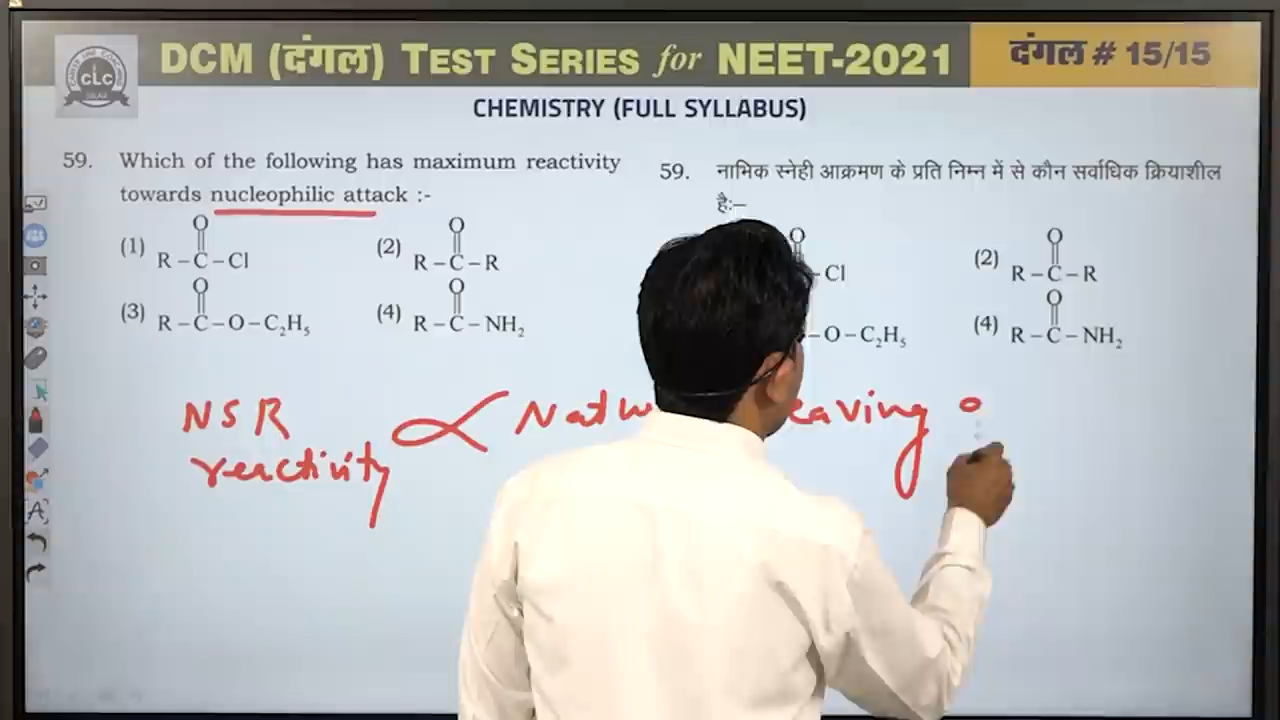 DCM (दंगल) TEST SERIES for NEET-2021
दंगल # 15/15
CLC
CHEMISTRY (FULL SYLLABUS)
59. Which of the following has maximum reactivity
towards nucleophilic attack :-
(1) R–C–Cl
O
(2) R–C–R
O
(3) R–C–O–C₂H₅
O
(4) R–C–NH₂
O
59. नाभिक स्नेही आक्रमण के प्रति निम्न में से कौन सर्वाधिक क्रियाशील
है:–
O
–Cl
(2) R–C–R
O
–O–C₂H₅
(4) R–C–NH₂
O
NSR
reactivity ∝ Natu eaving